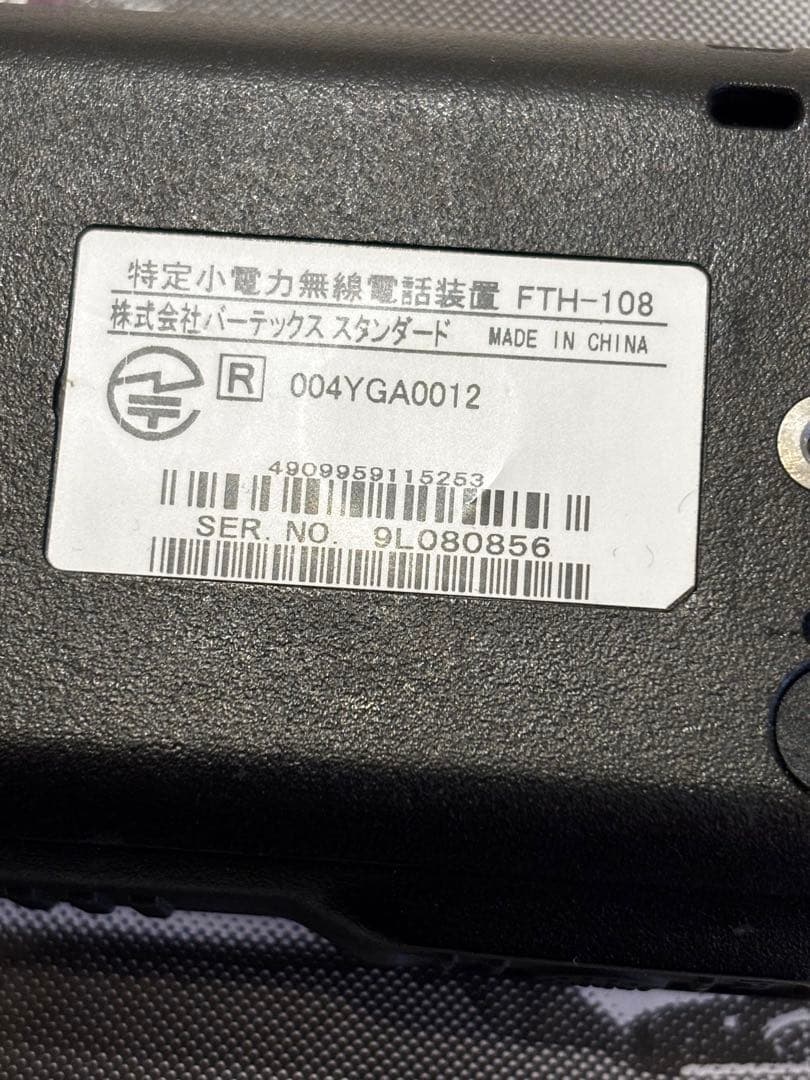 特定小電力無線電話装置 FTH-108
株式会社バーテックス スタンダード MADE IN CHINA
R 004YGA0012
4909959115253
SER. NO. 9L080856